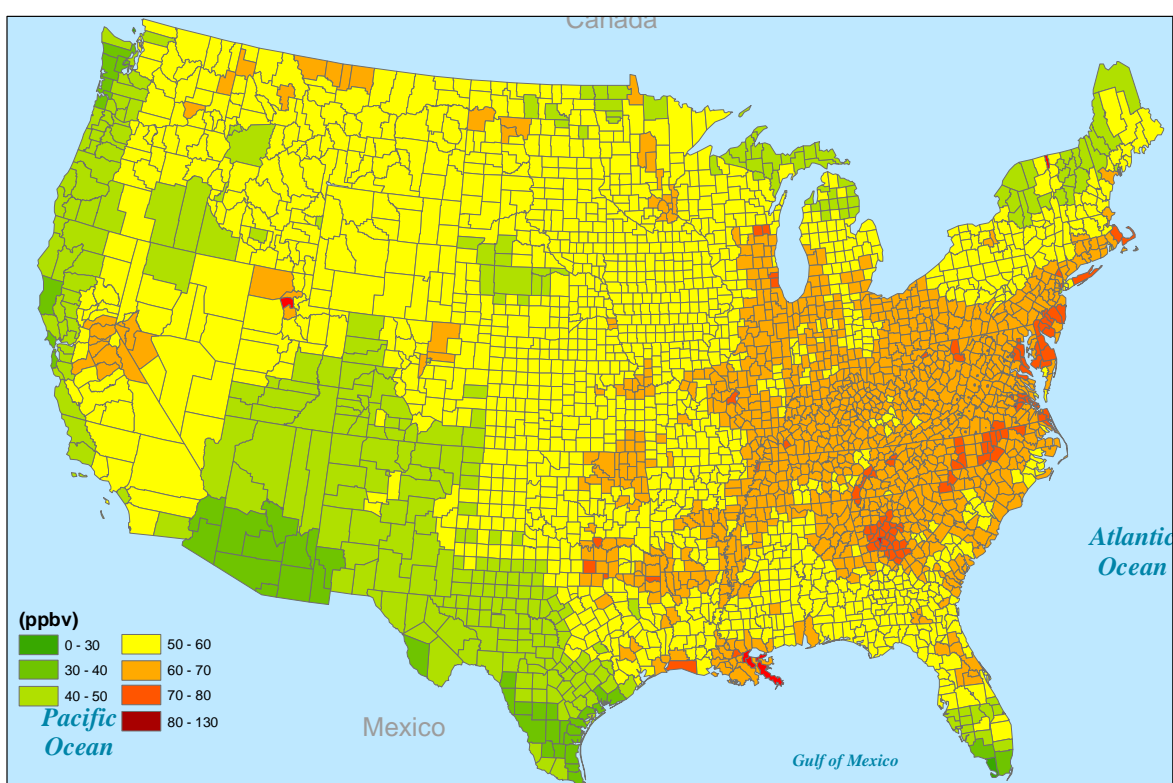 Canada
Atlantic
Ocean
(ppbv)
0 - 30
30 - 40
40 - 50
50 - 60
60 - 70
70 - 80
80 - 130
Pacific
Ocean
Mexico
Gulf of Mexico